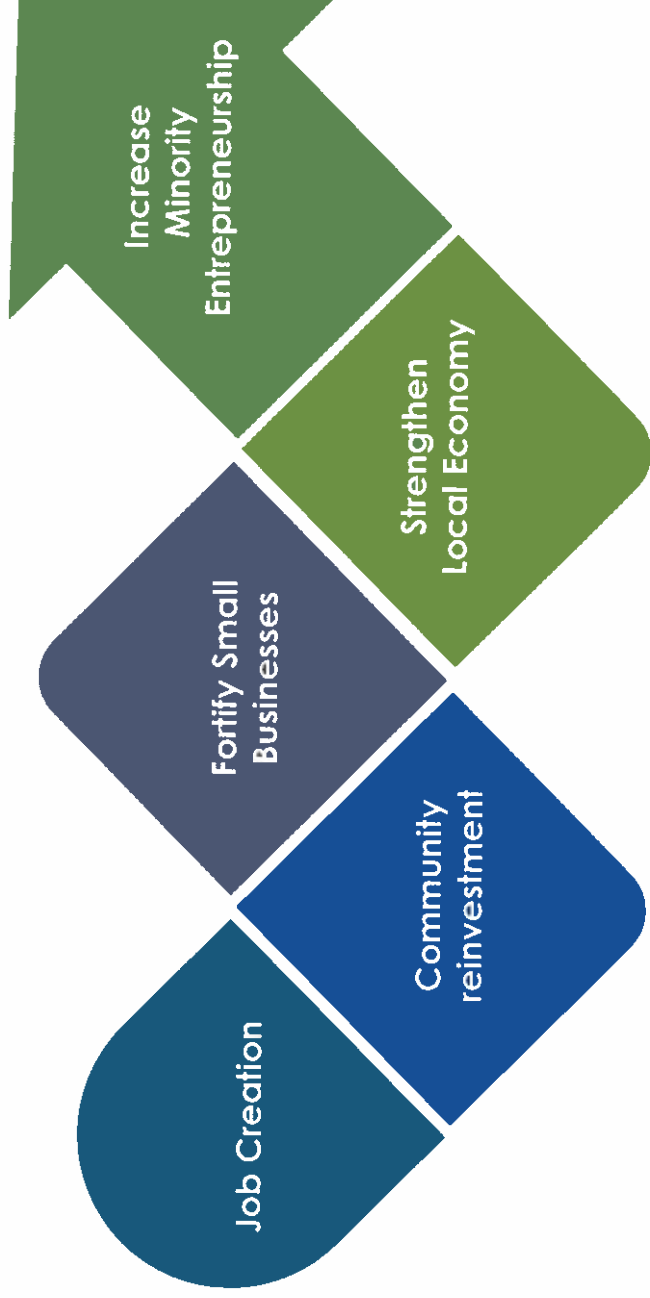 Job Creation
Community
reinvestment
Fortify Small
Businesses
Strengthen
Local Economy
Increase
Minority
Entrepreneurship